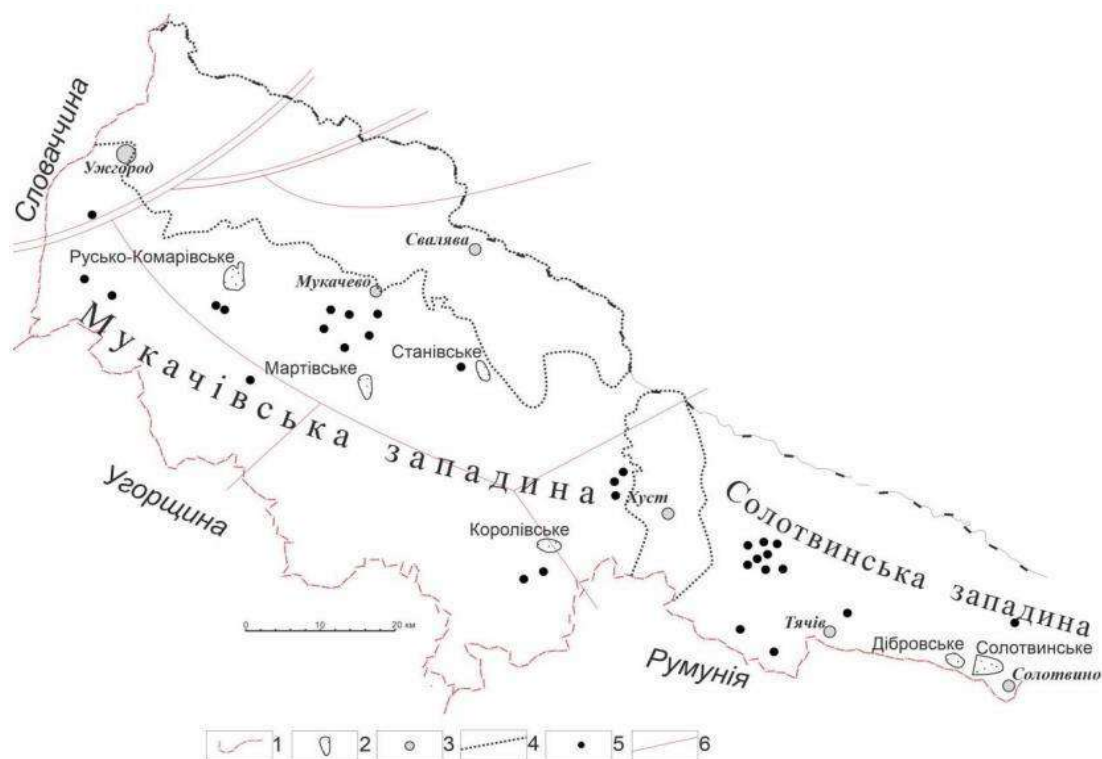 Словаччина
Ужгород
Свалява
Русько-Комарівське
Мукачево
Станівське
Мартівське
Мукачівська западина
Угорщина
Хуст
Королівське
Солотвинська западина
0 10 20 км
Тячів
Румунія
Дібровське
Солотвинське
Солотвино
1 2 3 4 5 6